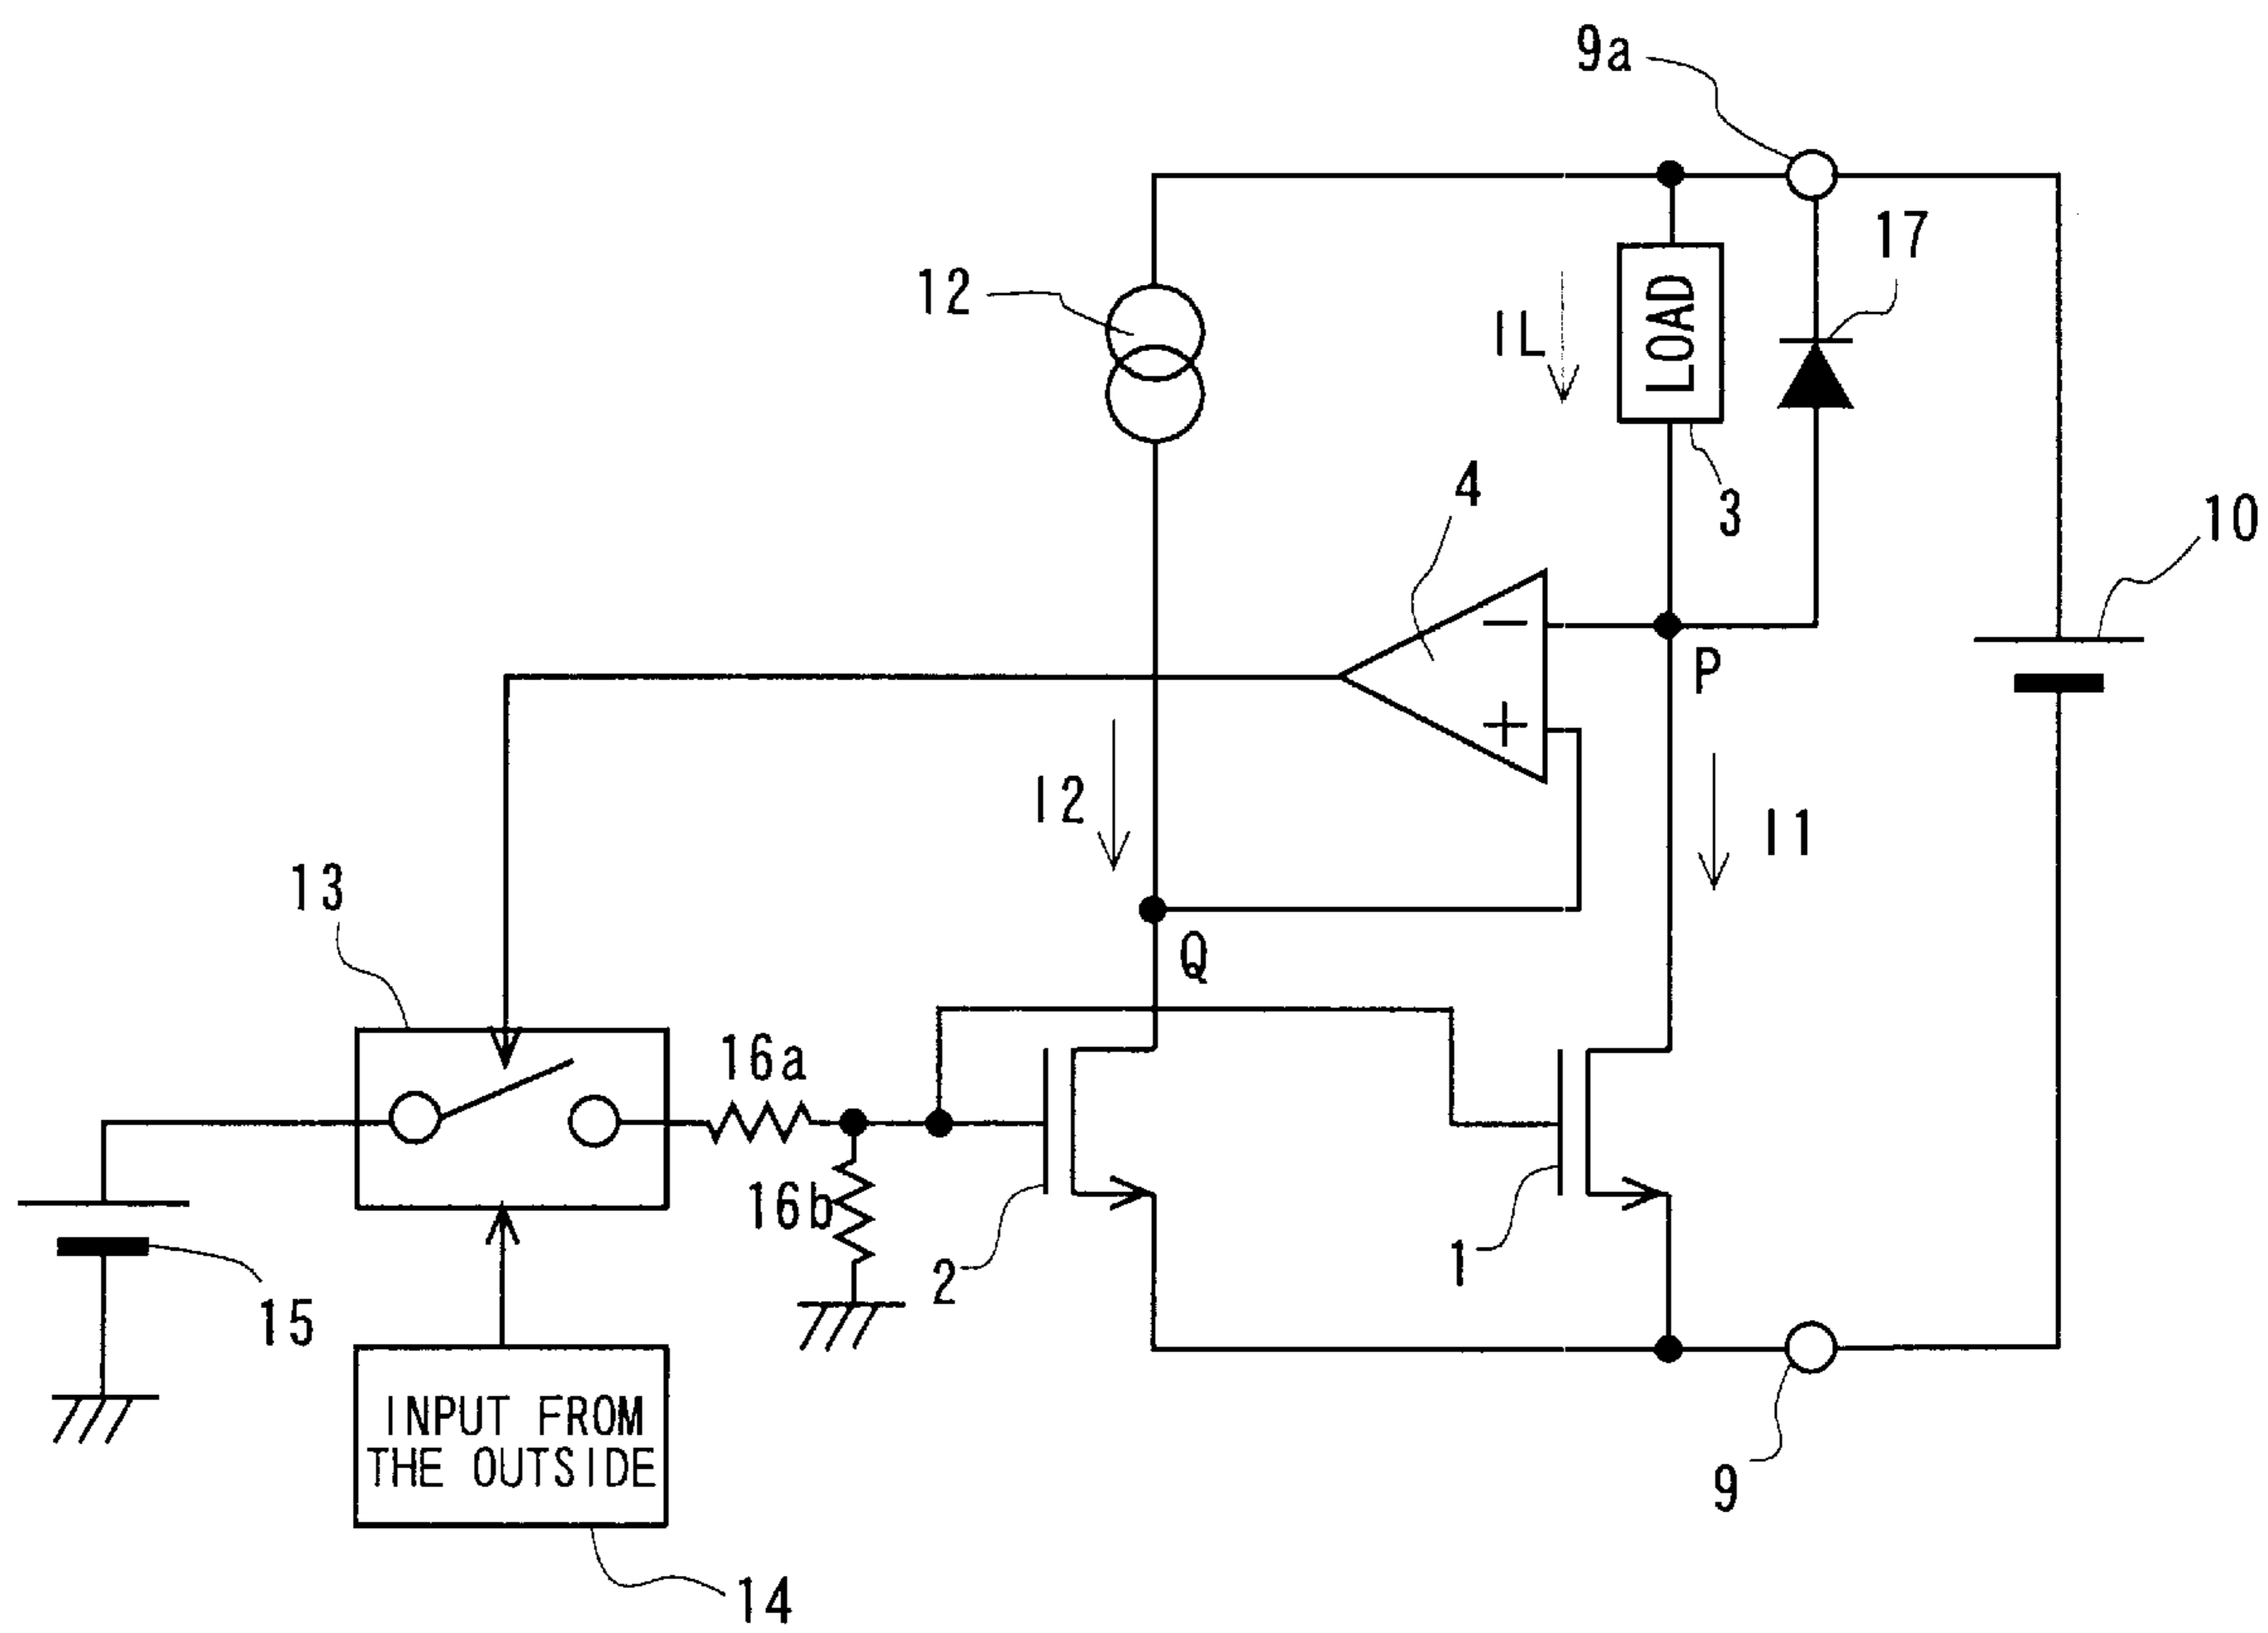 9a
17
12
IL
LOAD
4
3
10
−
P
+
I2
I1
13
Q
16a
16b
2
1
15
INPUT FROM
THE OUTSIDE
9
14